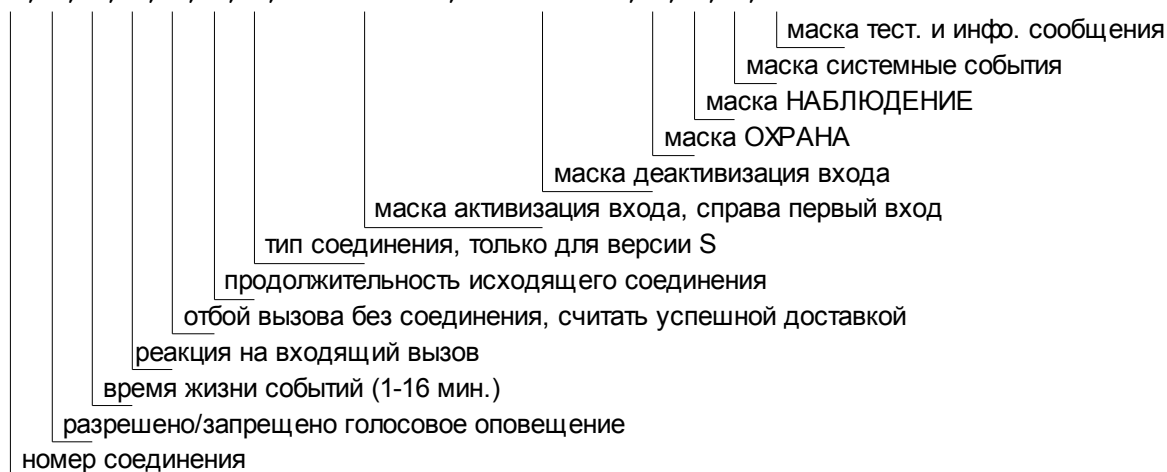 маска тест. и инфо. сообщения
маска системные события
маска НАБЛЮДЕНИЕ
маска ОХРАНА
маска деактивизация входа
маска активизация входа, справа первый вход
тип соединения, только для версии S
продолжительность исходящего соединения
отбой вызова без соединения, считать успешной доставкой
реакция на входящий вызов
время жизни событий (1-16 мин.)
разрешено/запрещено голосовое оповещение
номер соединения